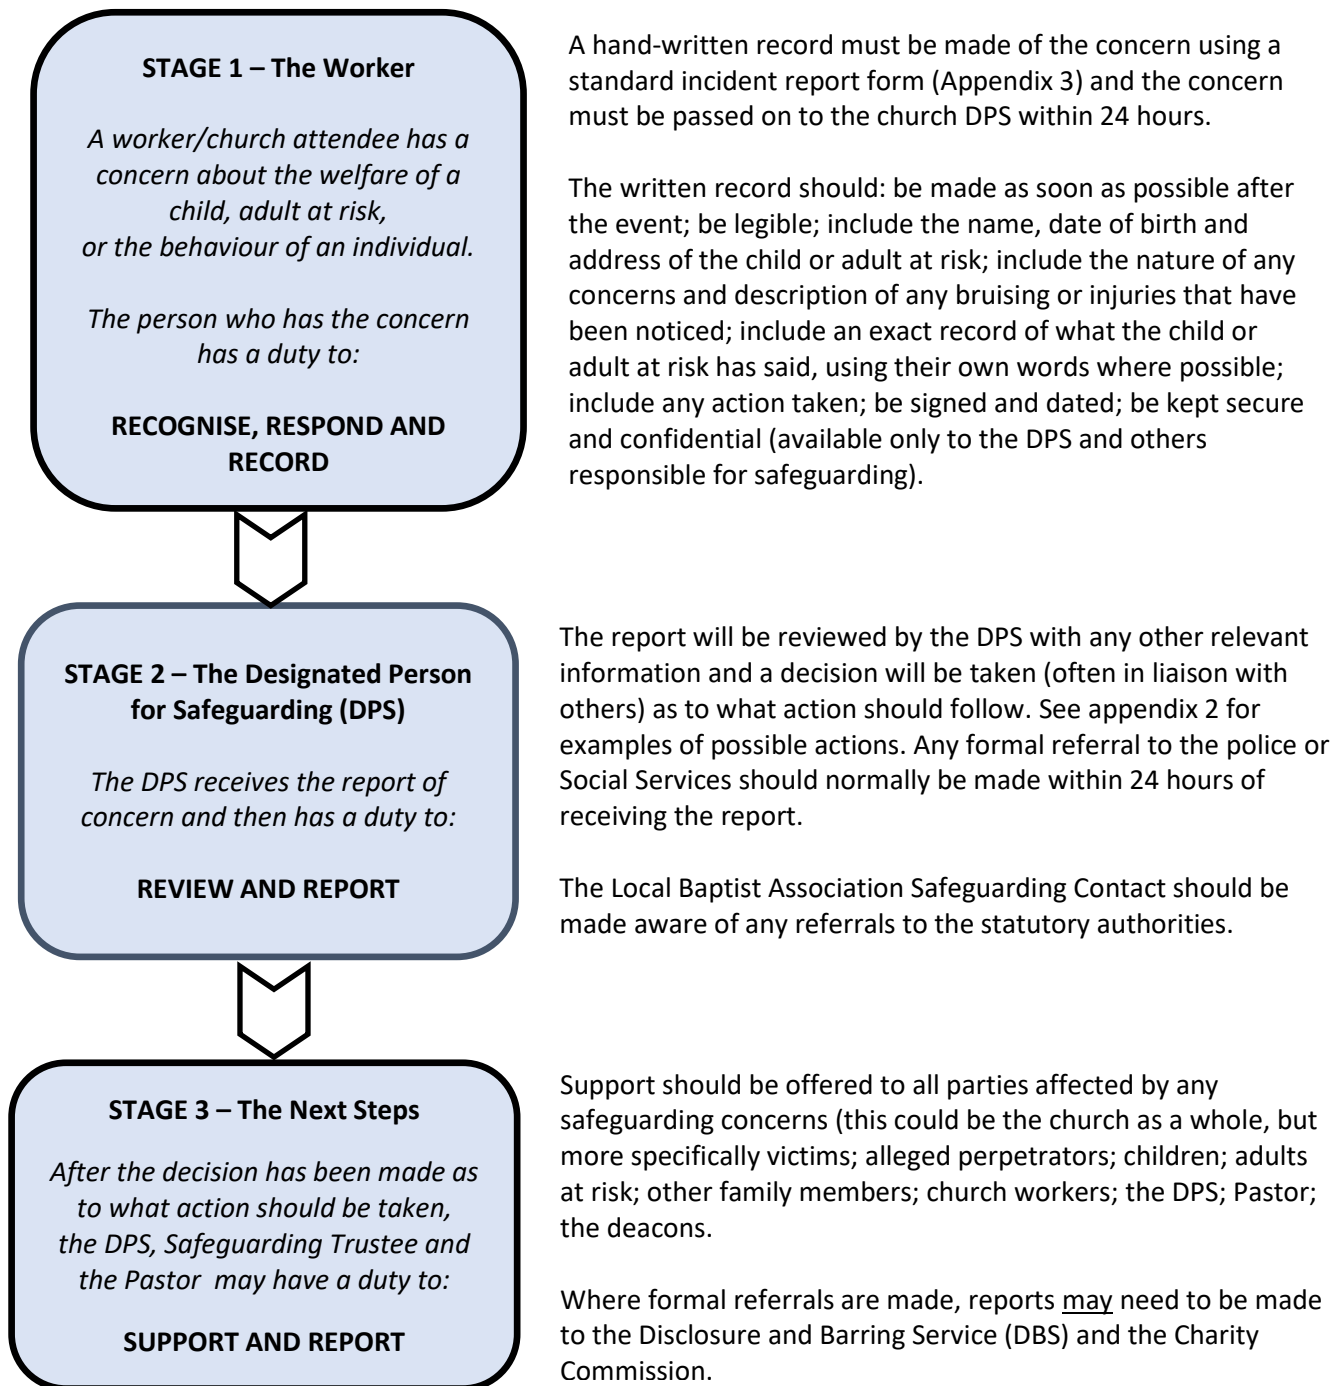 STAGE 1 – The Worker
A worker/church attendee has a
concern about the welfare of a
child, adult at risk,
or the behaviour of an individual.
The person who has the concern
has a duty to:
RECOGNISE, RESPOND AND
RECORD
A hand-written record must be made of the concern using a
standard incident report form (Appendix 3) and the concern
must be passed on to the church DPS within 24 hours.
The written record should: be made as soon as possible after
the event; be legible; include the name, date of birth and
address of the child or adult at risk; include the nature of any
concerns and description of any bruising or injuries that have
been noticed; include an exact record of what the child or
adult at risk has said, using their own words where possible;
include any action taken; be signed and dated; be kept secure
and confidential (available only to the DPS and others
responsible for safeguarding).
STAGE 2 – The Designated Person
for Safeguarding (DPS)
The DPS receives the report of
concern and then has a duty to:
REVIEW AND REPORT
The report will be reviewed by the DPS with any other relevant
information and a decision will be taken (often in liaison with
others) as to what action should follow. See appendix 2 for
examples of possible actions. Any formal referral to the police or
Social Services should normally be made within 24 hours of
receiving the report.
The Local Baptist Association Safeguarding Contact should be
made aware of any referrals to the statutory authorities.
STAGE 3 – The Next Steps
After the decision has been made as
to what action should be taken,
the DPS, Safeguarding Trustee and
the Pastor may have a duty to:
SUPPORT AND REPORT
Support should be offered to all parties affected by any
safeguarding concerns (this could be the church as a whole, but
more specifically victims; alleged perpetrators; children; adults
at risk; other family members; church workers; the DPS; Pastor;
the deacons.
Where formal referrals are made, reports may need to be made
to the Disclosure and Barring Service (DBS) and the Charity
Commission.